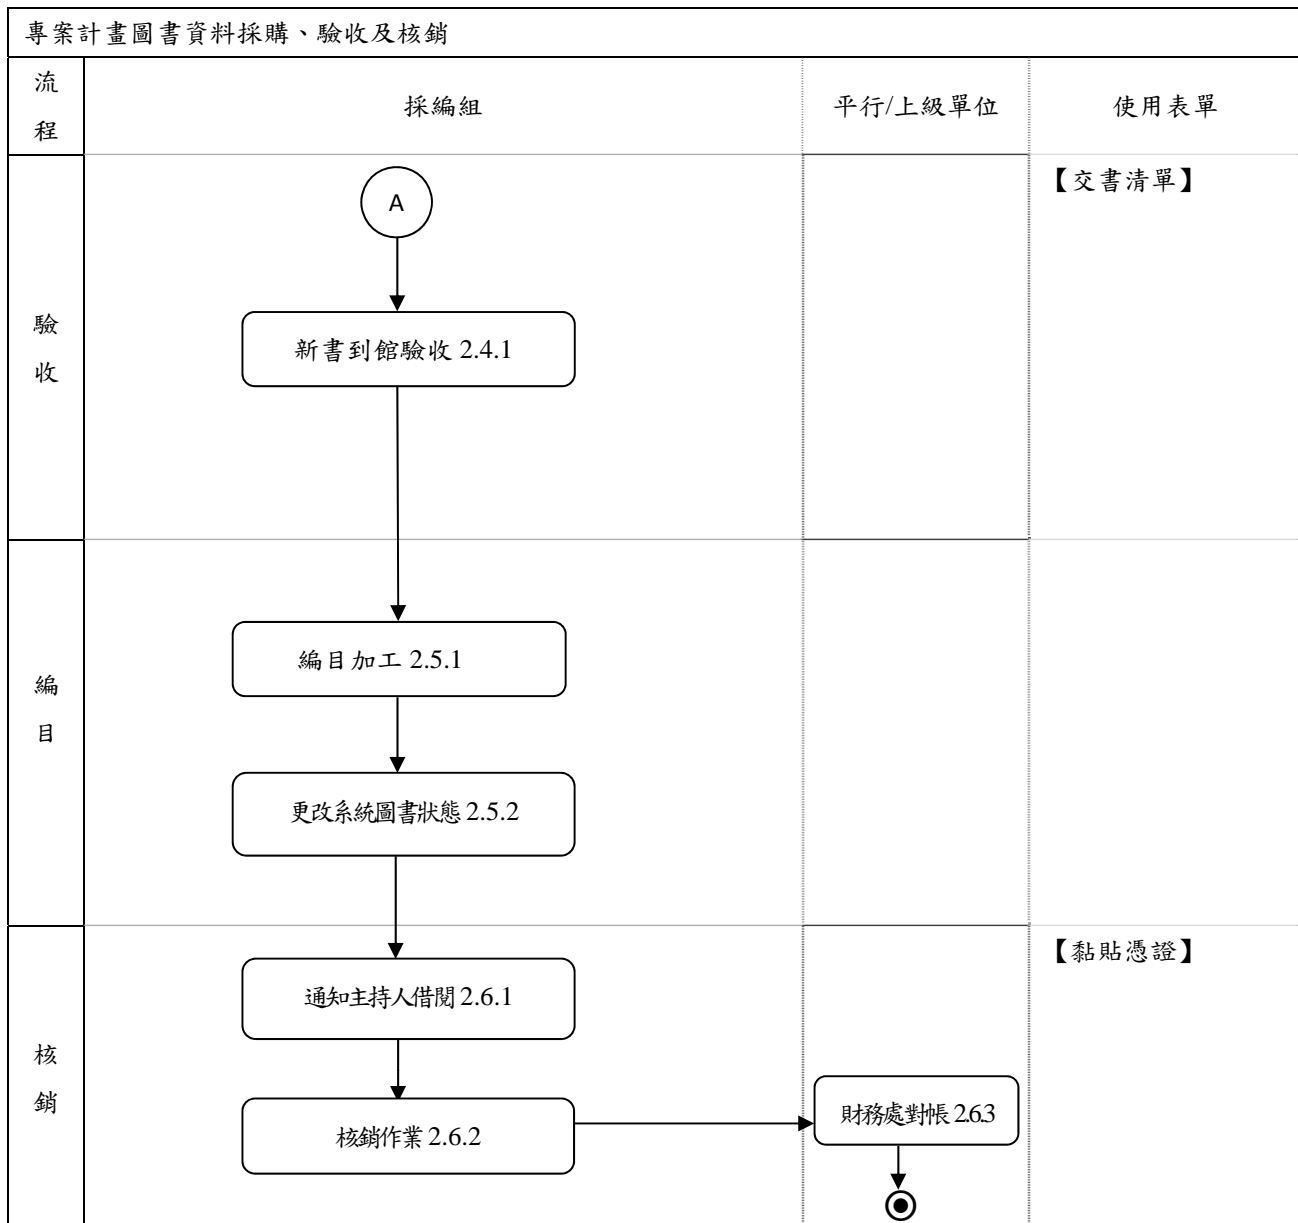 專案計畫圖書資料採購、驗收及核銷
流
程
採編組
平行/上級單位
使用表單
驗
收
A
【交書清單】
新書到館驗收 2.4.1
編
目
編目加工 2.5.1
更改系統圖書狀態 2.5.2
核
銷
【黏貼憑證】
通知主持人借閱 2.6.1
核銷作業 2.6.2
財務處對帳 2.6.3